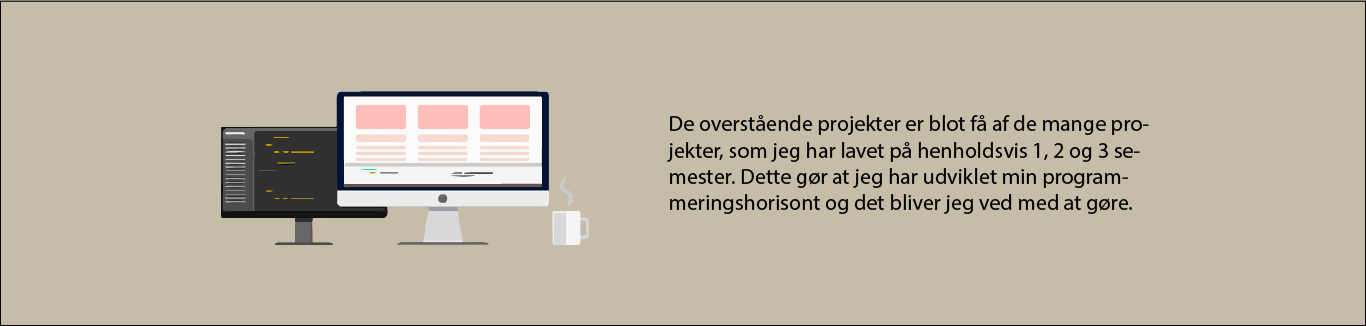 De overstående projekter er blot få af de mange pro-
jekter, som jeg har lavet på henholdsvis 1, 2 og 3 se-
mester. Dette gør at jeg har udviklet min program-
meringshorisont og det bliver jeg ved med at gøre.